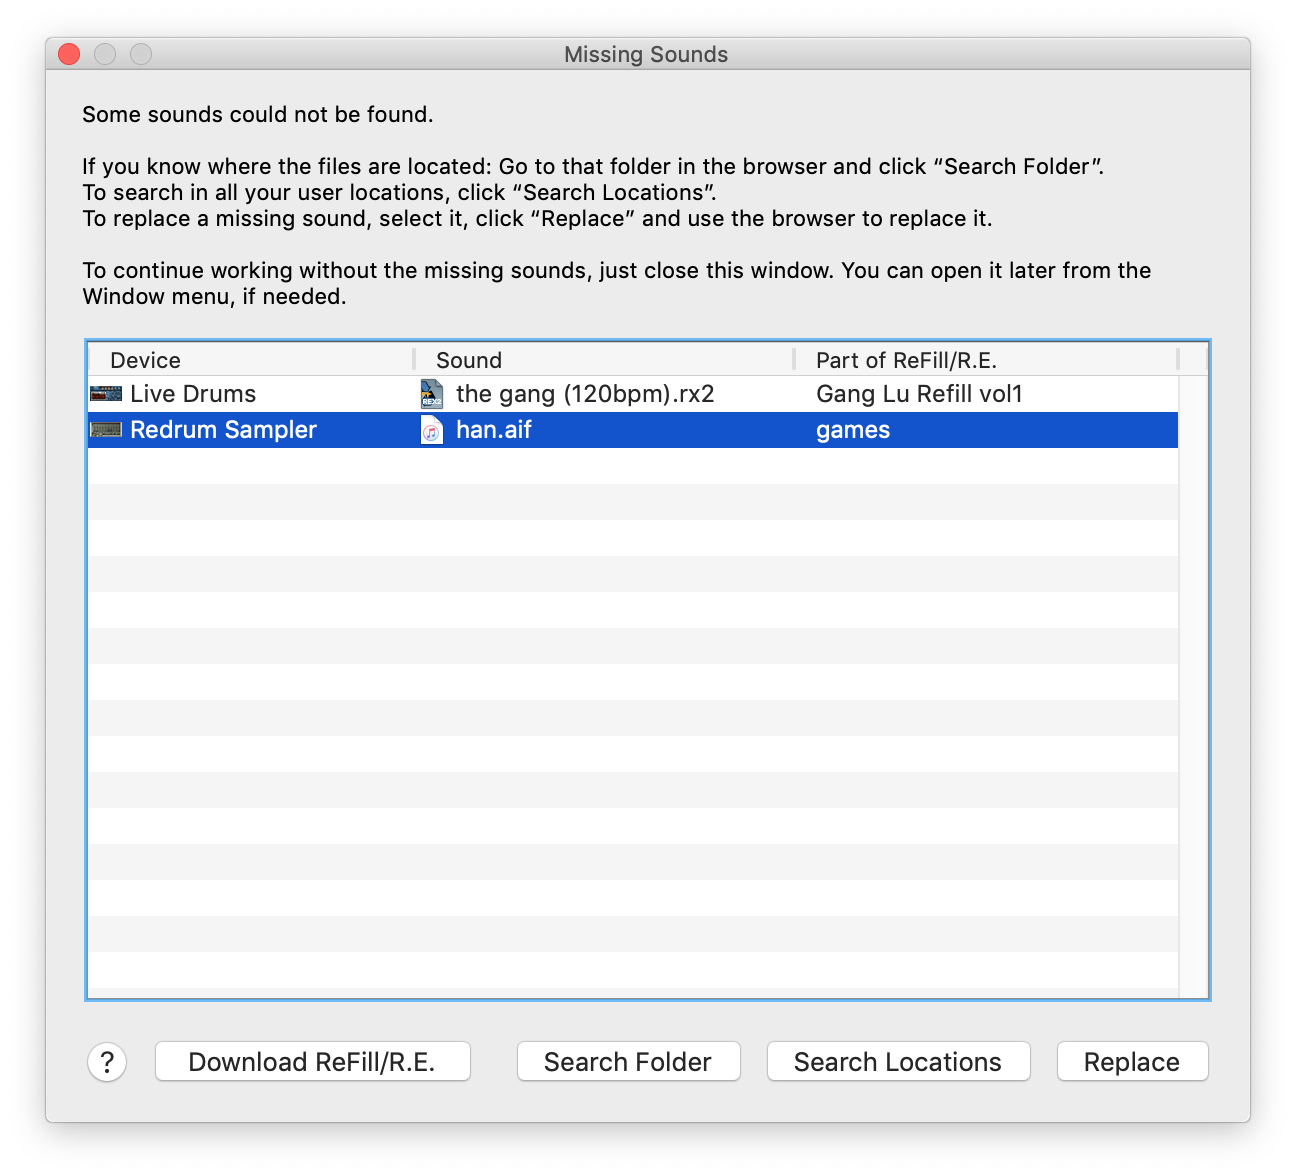 Missing Sounds
Some sounds could not be found.
If you know where the files are located: Go to that folder in the browser and click “Search Folder”.
To search in all your user locations, click “Search Locations”.
To replace a missing sound, select it, click “Replace” and use the browser to replace it.
To continue working without the missing sounds, just close this window. You can open it later from the
Window menu, if needed.
Device Sound Part of ReFill/R.E.
Live Drums REX2 the gang (120bpm).rx2 Gang Lu Refill vol1
Redrum Sampler han.aif games
? Download ReFill/R.E. Search Folder Search Locations Replace